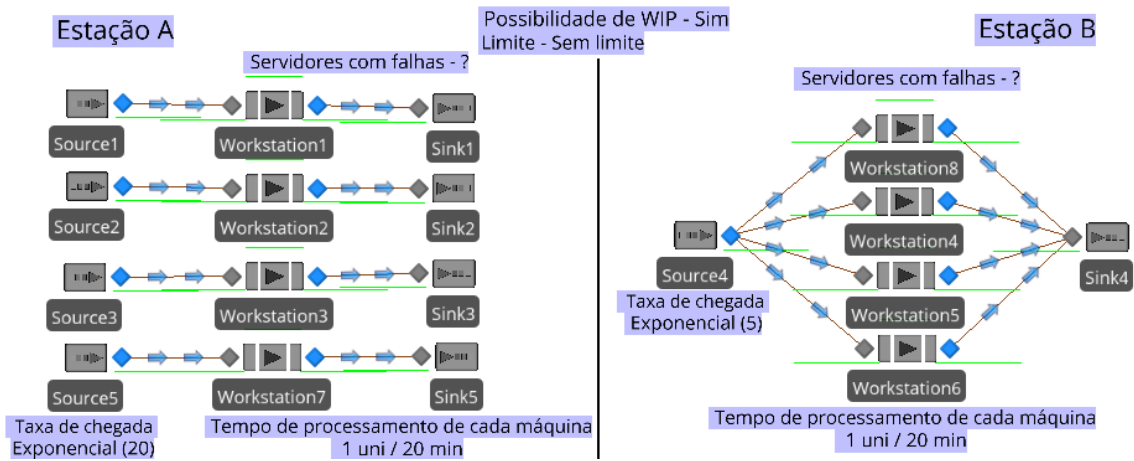 Estação A
Possibilidade de WIP - Sim
Limite - Sem limite
Estação B
Servidores com falhas - ?
Source1
Workstation1
Sink1
Source2
Workstation2
Sink2
Source3
Workstation3
Sink3
Source5
Workstation7
Sink5
Taxa de chegada
Exponencial (20)
Tempo de processamento de cada máquina
1 uni / 20 min
Servidores com falhas - ?
Workstation8
Workstation4
Source4
Sink4
Taxa de chegada
Exponencial (5)
Workstation5
Workstation6
Tempo de processamento de cada máquina
1 uni / 20 min